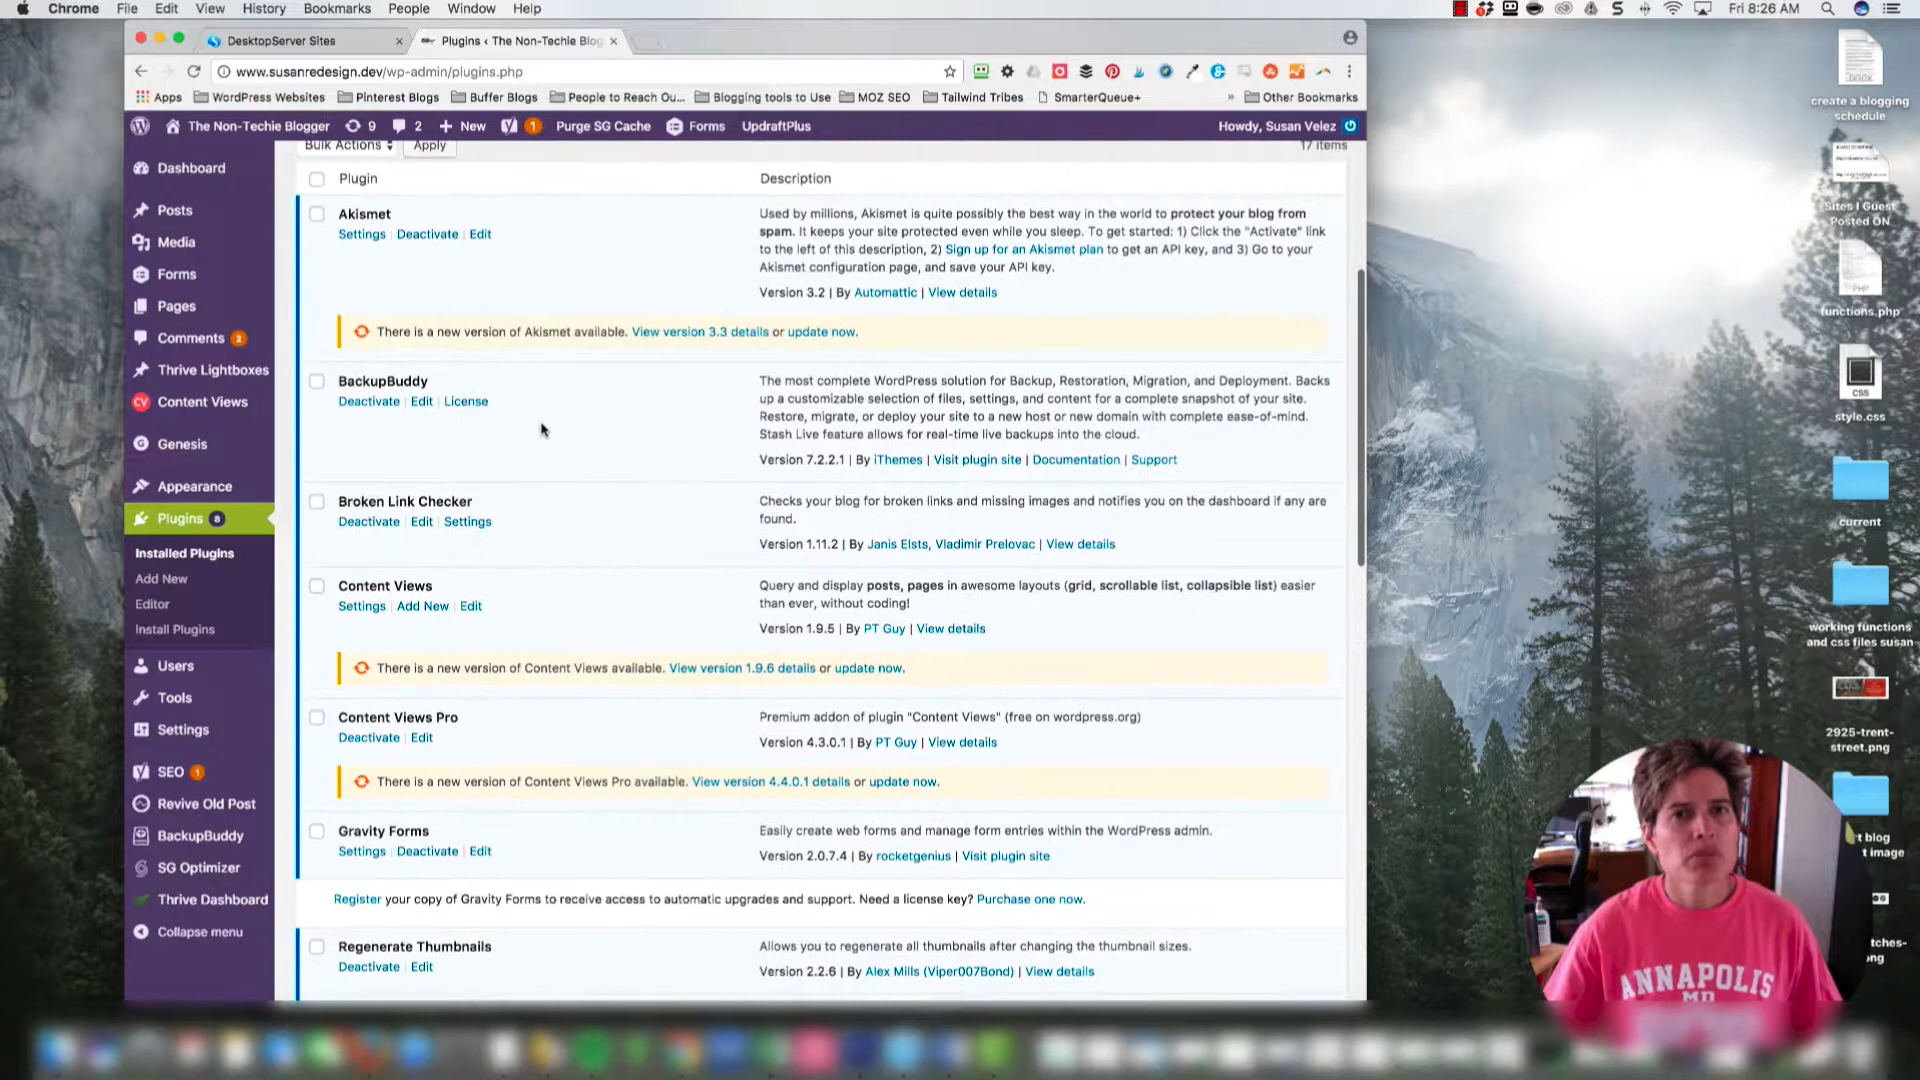 Chrome File Edit View History Bookmarks People Window Help Fri 8:26 AM
DesktopServer Sites Plugins ‹ The Non-Techie Blog
www.susanredesign.dev/wp-admin/plugins.php
Apps WordPress Websites Pinterest Blogs Buffer Blogs People to Reach Ou... Blogging tools to Use MOZ SEO Tailwind Tribes SmarterQueue+ » Other Bookmarks
The Non-Techie Blogger 9 2 + New 1 Purge SG Cache Forms UpdraftPlus Howdy, Susan Velez
Bulk Actions Apply 17 items
Dashboard
Posts
Media
Forms
Pages
Comments 2
Thrive Lightboxes
Content Views
Genesis
Appearance
Plugins 8
Installed Plugins
Add New
Editor
Install Plugins
Users
Tools
Settings
SEO 1
Revive Old Post
BackupBuddy
SG Optimizer
Thrive Dashboard
Collapse menu
Plugin Description
Akismet
Settings | Deactivate | Edit
Used by millions, Akismet is quite possibly the best way in the world to protect your blog from
spam. It keeps your site protected even while you sleep. To get started: 1) Click the "Activate" link
to the left of this description, 2) Sign up for an Akismet plan to get an API key, and 3) Go to your
Akismet configuration page, and save your API key.
Version 3.2 | By Automattic | View details
There is a new version of Akismet available. View version 3.3 details or update now.
BackupBuddy
Deactivate | Edit | License
The most complete WordPress solution for Backup, Restoration, Migration, and Deployment. Backs
up a customizable selection of files, settings, and content for a complete snapshot of your site.
Restore, migrate, or deploy your site to a new host or new domain with complete ease-of-mind.
Stash Live feature allows for real-time live backups into the cloud.
Version 7.2.2.1 | By iThemes | Visit plugin site | Documentation | Support
Broken Link Checker
Deactivate | Edit | Settings
Checks your blog for broken links and missing images and notifies you on the dashboard if any are
found.
Version 1.11.2 | By Janis Elsts, Vladimir Prelovac | View details
Content Views
Settings | Add New | Edit
Query and display posts, pages in awesome layouts (grid, scrollable list, collapsible list) easier
than ever, without coding!
Version 1.9.5 | By PT Guy | View details
There is a new version of Content Views available. View version 1.9.6 details or update now.
Content Views Pro
Deactivate | Edit
Premium addon of plugin "Content Views" (free on wordpress.org)
Version 4.3.0.1 | By PT Guy | View details
There is a new version of Content Views Pro available. View version 4.4.0.1 details or update now.
Gravity Forms
Settings | Deactivate | Edit
Easily create web forms and manage form entries within the WordPress admin.
Version 2.0.7.4 | By rocketgenius | Visit plugin site
Register your copy of Gravity Forms to receive access to automatic upgrades and support. Need a license key? Purchase one now.
Regenerate Thumbnails
Deactivate | Edit
Allows you to regenerate all thumbnails after changing the thumbnail sizes.
Version 2.2.6 | By Alex Mills (Viper007Bond) | View details
DOCX
create a blogging
schedule
Sites I Guest
Posted ON
PHP
functions.php
CSS
style.css
current
working functions
and css files susan
2925-trent-
street.png
t blog
t image
tches-
png
ANNAPOLIS
MD